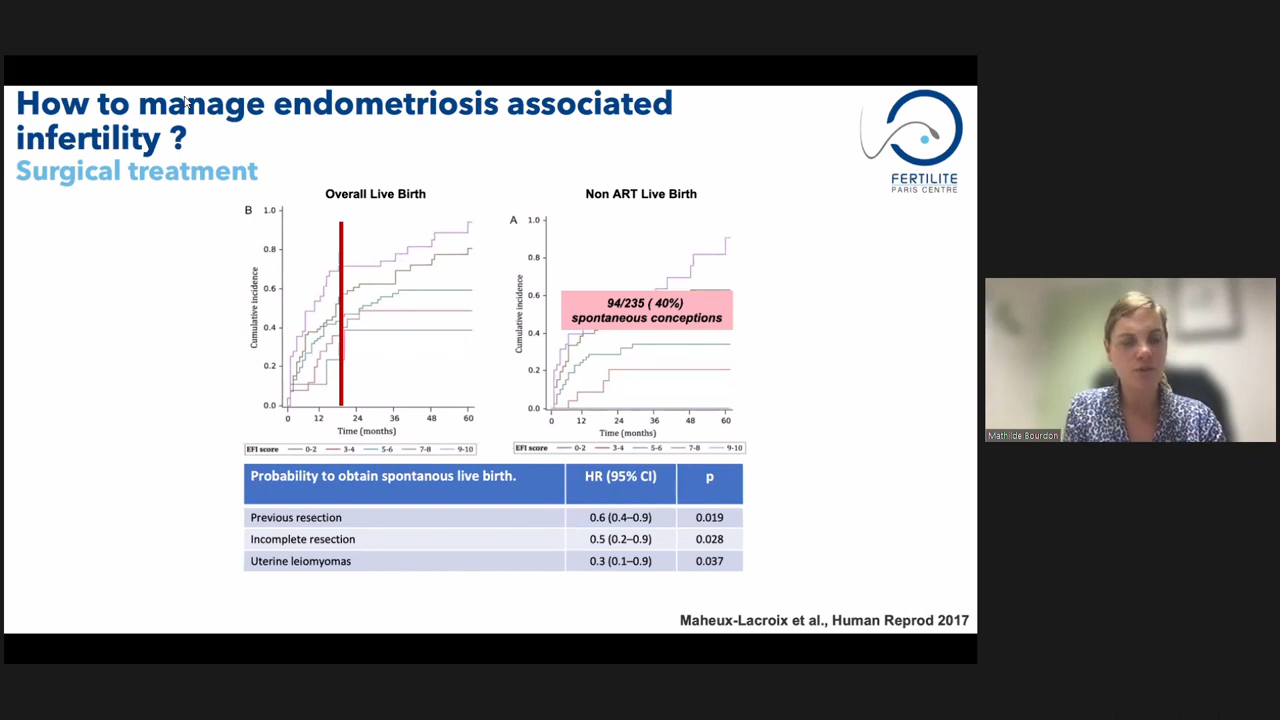 How to manage endometriosis associated
infertility ?
Surgical treatment
FERTILITE
PARIS CENTRE
Overall Live Birth
B
1.0
0.8
0.6
0.4
0.2
0.0
Cumulative incidence
0 12 24 36 48 60
Time (months)
EFI score 0-2 3-4 5-6 7-8 9-10
Non ART Live Birth
A
1.0
0.8
0.6
0.4
0.2
0.0
Cumulative incidence
94/235 ( 40%)
spontaneous conceptions
0 12 24 36 48 60
Time (months)
EFI score 0-2 3-4 5-6 7-8 9-10
Probability to obtain spontanous live birth. HR (95% CI) p
Previous resection 0.6 (0.4–0.9) 0.019
Incomplete resection 0.5 (0.2–0.9) 0.028
Uterine leiomyomas 0.3 (0.1–0.9) 0.037
Maheux-Lacroix et al., Human Reprod 2017
Mathilde Bourdon